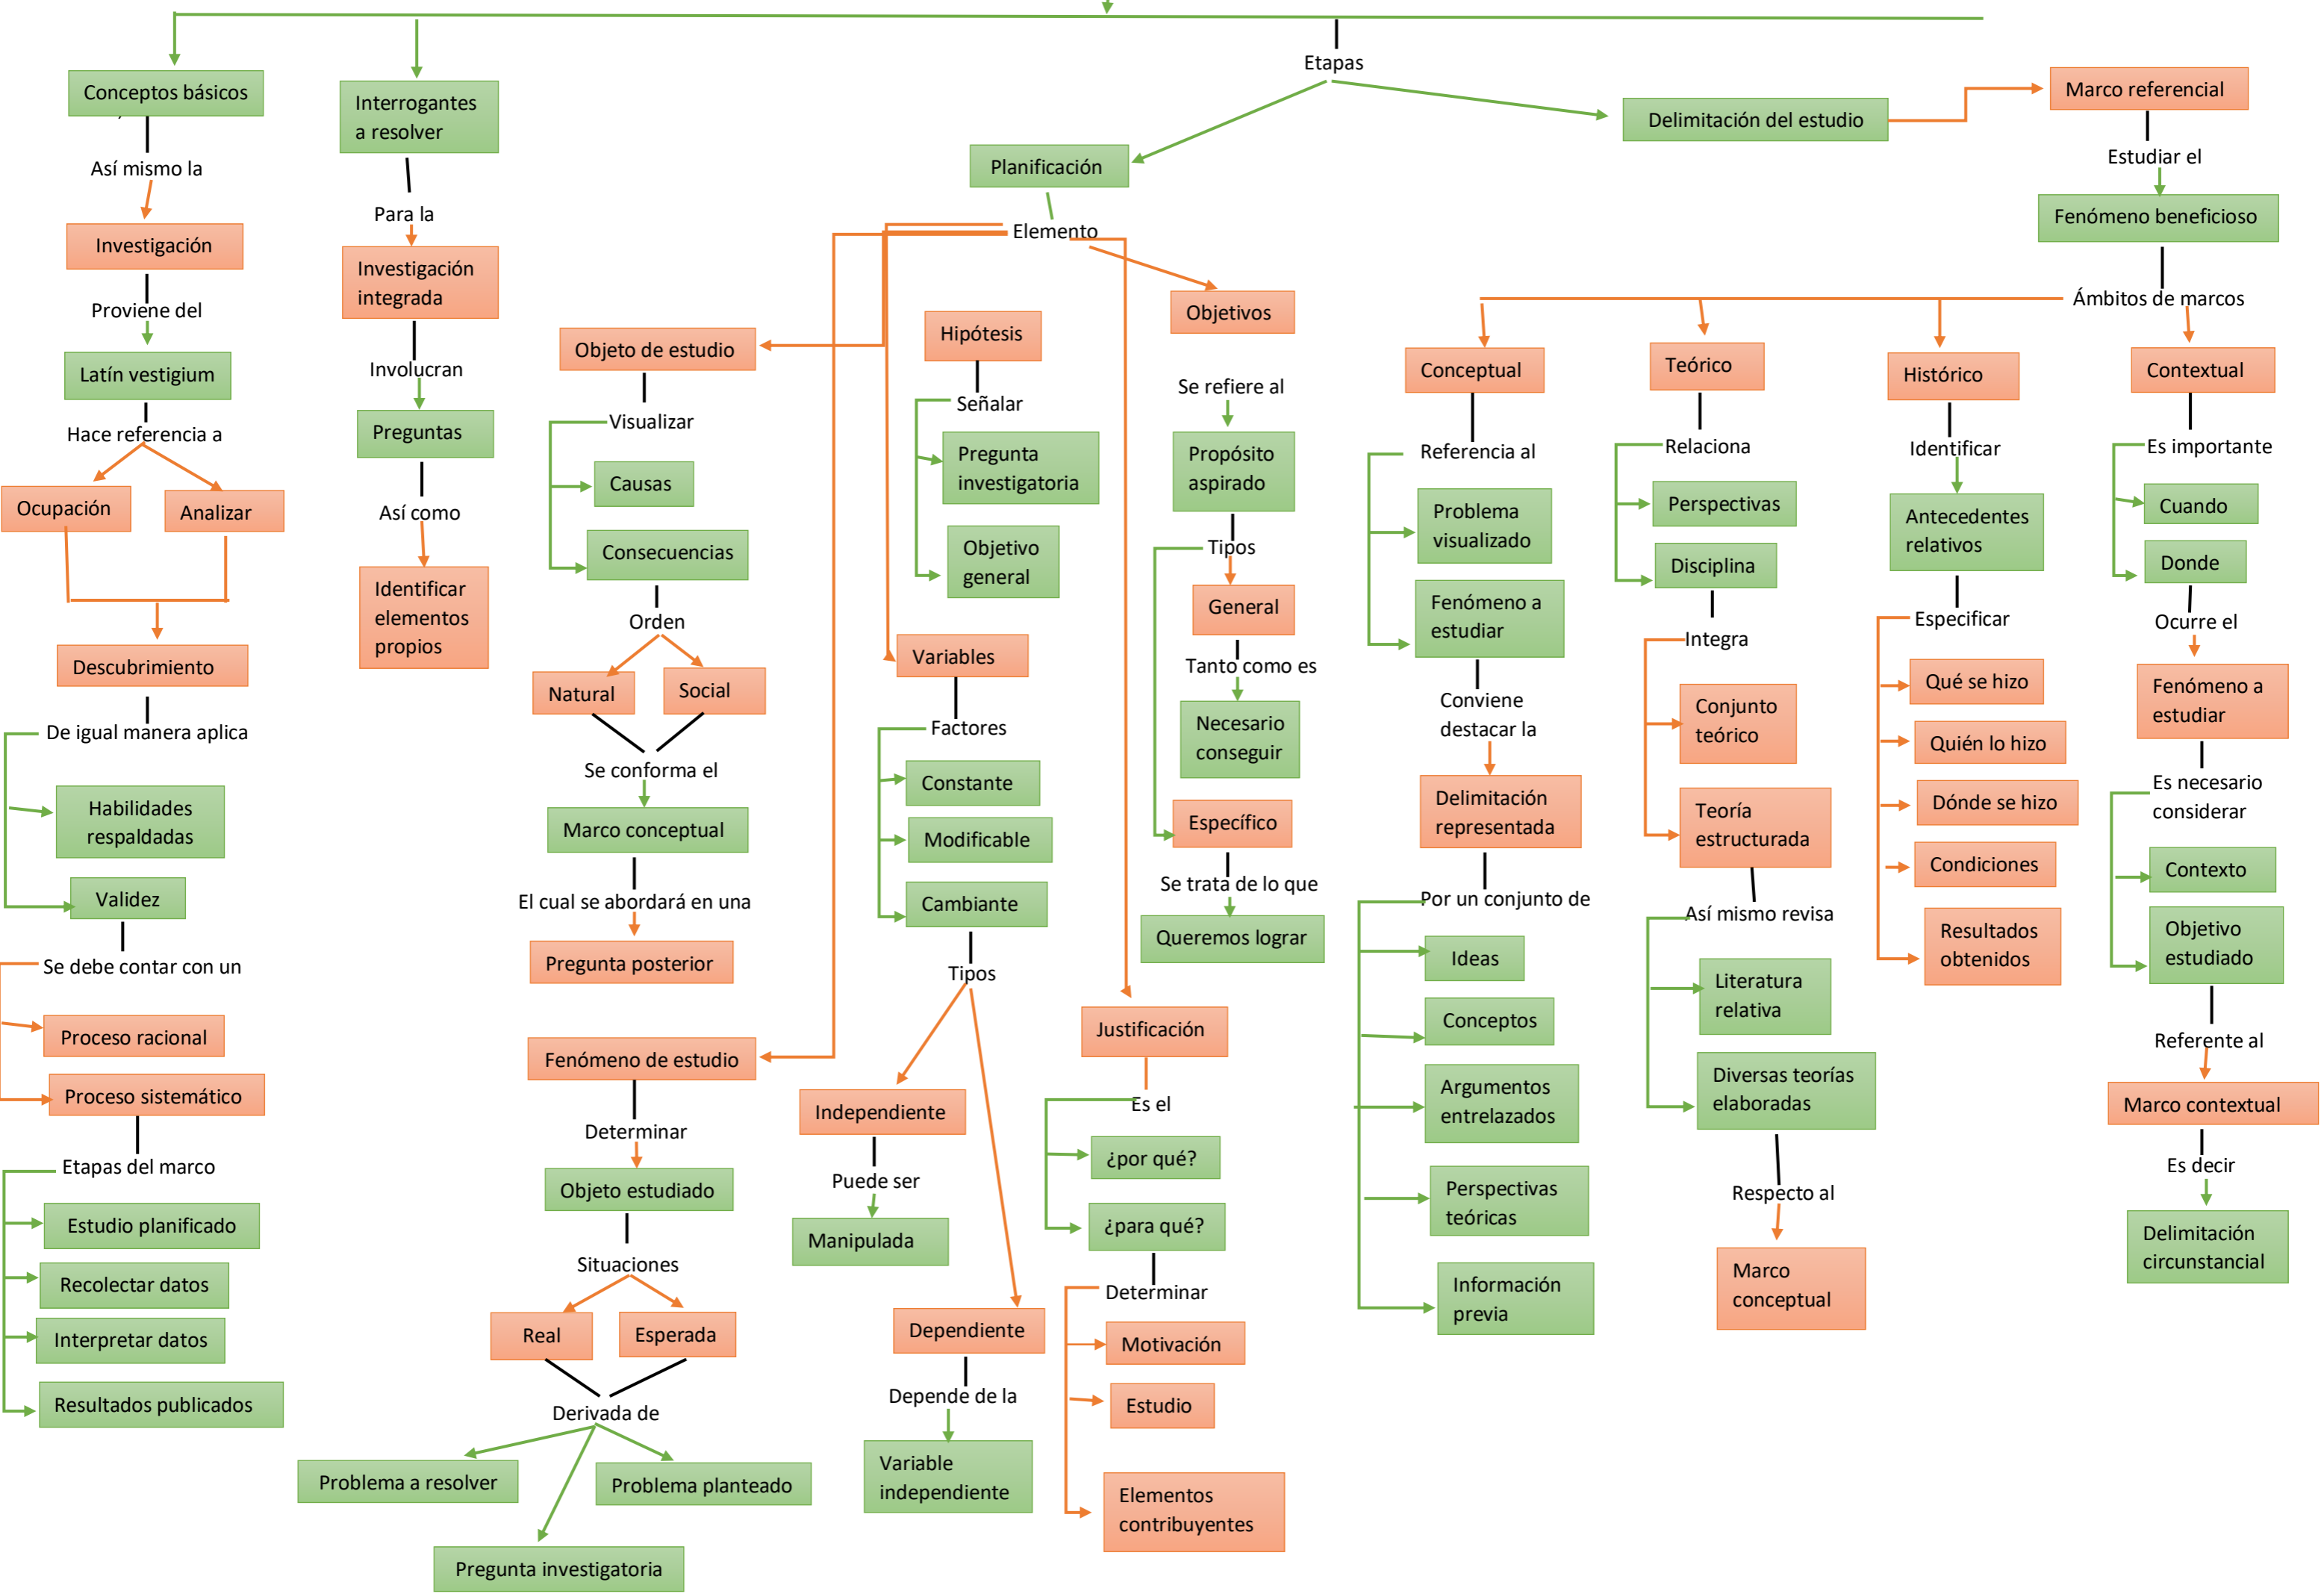 Conceptos básicos
Así mismo la
Investigación
Proviene del
Latín vestigium
Hace referencia a
Ocupación
Analizar
Descubrimiento
De igual manera aplica
Habilidades
respaldadas
Validez
Se debe contar con un
Proceso racional
Proceso sistemático
Etapas del marco
Estudio planificado
Recolectar datos
Interpretar datos
Resultados publicados
Interrogantes
a resolver
Para la
Investigación
integrada
Involucran
Preguntas
Así como
Identificar
elementos
propios
Etapas
Planificación
Elemento
Objeto de estudio
Visualizar
Causas
Consecuencias
Orden
Natural
Social
Se conforma el
Marco conceptual
El cual se abordará en una
Pregunta posterior
Fenómeno de estudio
Determinar
Objeto estudiado
Situaciones
Real
Esperada
Derivada de
Problema a resolver
Problema planteado
Pregunta investigatoria
Hipótesis
Señalar
Pregunta
investigatoria
Objetivo
general
Variables
Factores
Constante
Modificable
Cambiante
Tipos
Independiente
Puede ser
Manipulada
Dependiente
Depende de la
Variable
independiente
Objetivos
Se refiere al
Propósito
aspirado
Tipos
General
Tanto como es
Necesario
conseguir
Específico
Se trata de lo que
Queremos lograr
Justificación
Es el
¿por qué?
¿para qué?
Determinar
Motivación
Estudio
Elementos
contribuyentes
Delimitación del estudio
Marco referencial
Estudiar el
Fenómeno beneficioso
Ámbitos de marcos
Conceptual
Referencia al
Problema
visualizado
Fenómeno a
estudiar
Conviene
destacar la
Delimitación
representada
Por un conjunto de
Ideas
Conceptos
Argumentos
entrelazados
Perspectivas
teóricas
Información
previa
Teórico
Relaciona
Perspectivas
Disciplina
Integra
Conjunto
teórico
Teoría
estructurada
Así mismo revisa
Literatura
relativa
Diversas teorías
elaboradas
Respecto al
Marco
conceptual
Histórico
Identificar
Antecedentes
relativos
Especificar
Qué se hizo
Quién lo hizo
Dónde se hizo
Condiciones
Resultados
obtenidos
Contextual
Es importante
Cuando
Donde
Ocurre el
Fenómeno a
estudiar
Es necesario
considerar
Contexto
Objetivo
estudiado
Referente al
Marco contextual
Es decir
Delimitación
circunstancial